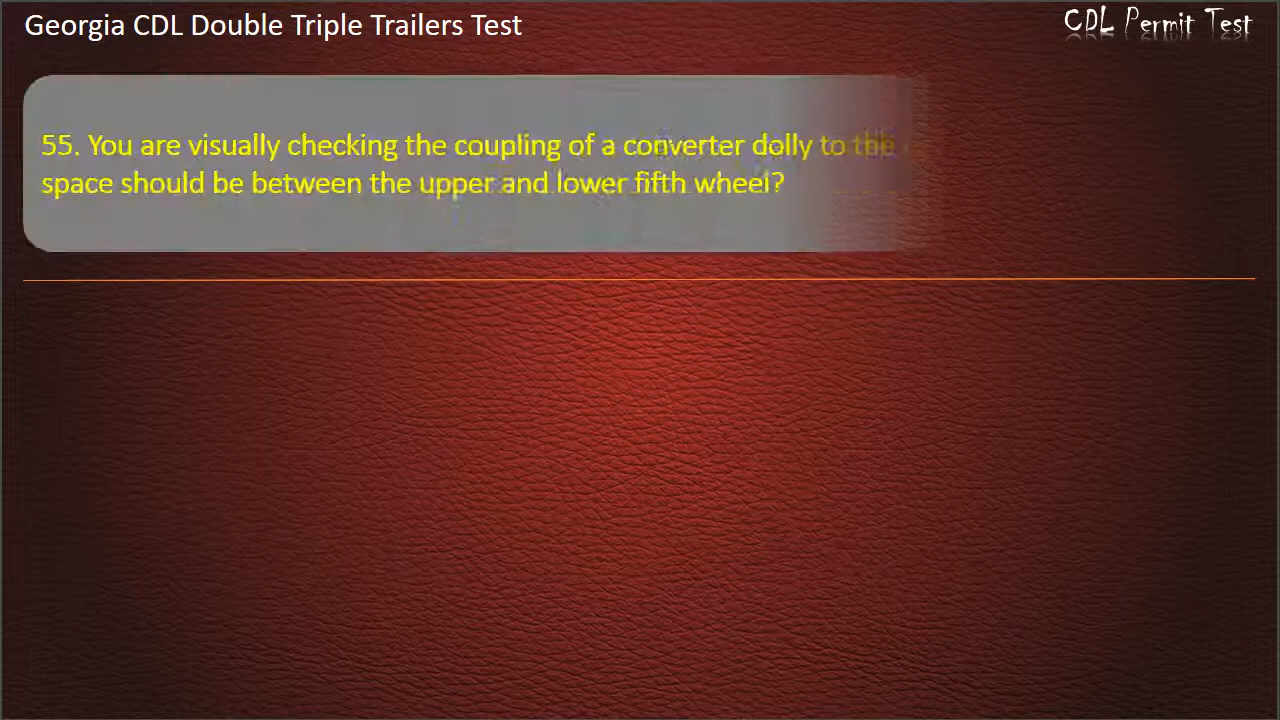 Georgia CDL Double Triple Trailers Test
CDL Permit Test
55. You are visually checking the coupling of a converter dolly to the
space should be between the upper and lower fifth wheel?